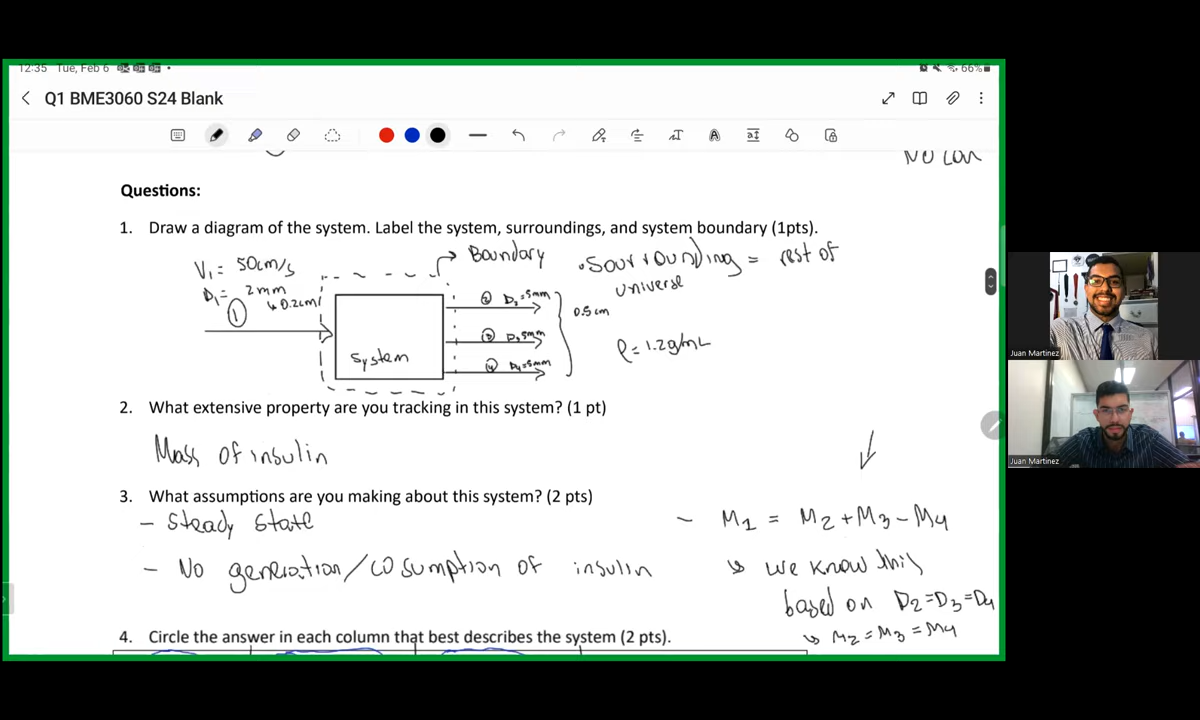 12:35 Tue, Feb 6
66%
Q1 BME3060 S24 Blank
Questions:
1. Draw a diagram of the system. Label the system, surroundings, and system boundary (1pts).
V1 = 50cm/s
D1 = 2mm
↳ 0.2cm
1
→ Boundary
• Sourrounding = rest of
universe
2 D2=5mm
3 D3 5mm
4 D4=5mm
0.5cm
ρ = 1.2g/mL
System
2. What extensive property are you tracking in this system? (1 pt)
Mass of insulin
3. What assumptions are you making about this system? (2 pts)
- Steady State
- No generation/cosumption of insulin
- M1 = M2 + M3 - M4
↳ we know this
based on D2=D3=D4
↳ M2 = M3 = M4
4. Circle the answer in each column that best describes the system (2 pts).
Juan Martinez
Juan Martinez